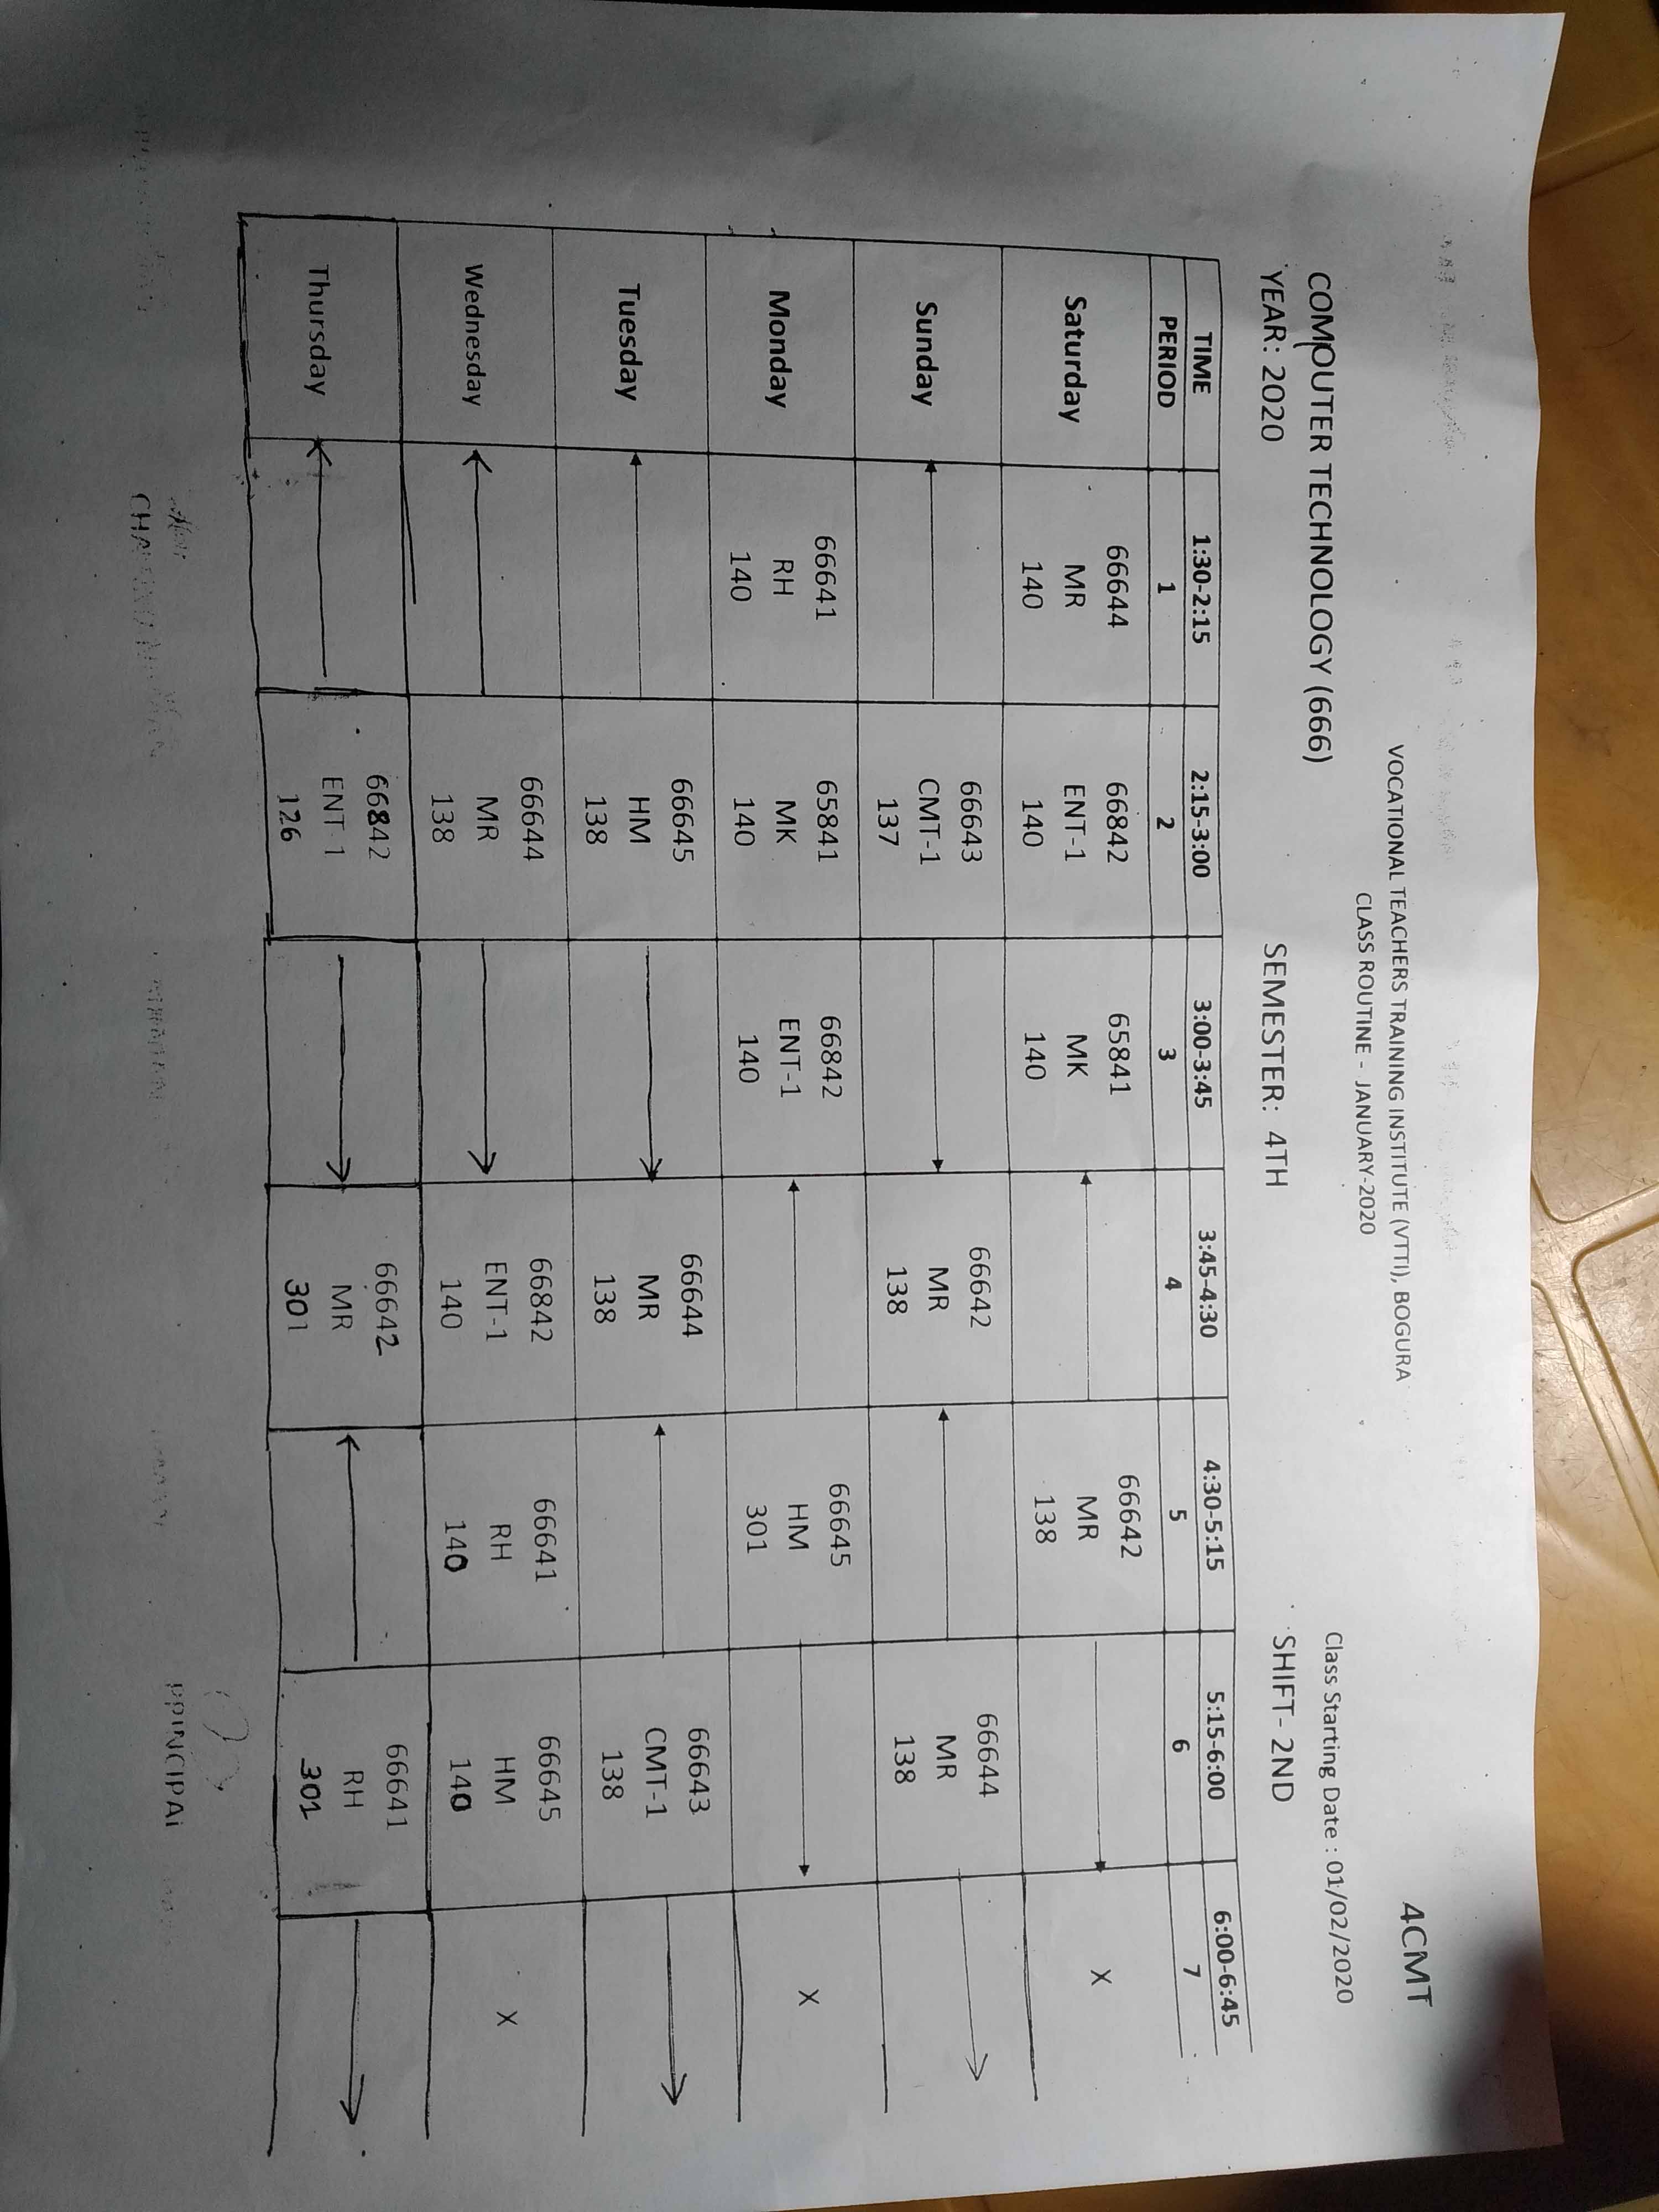 VOCATIONAL TEACHERS TRAINING INSTITUTE (VTTI), BOGURA
4CMT
CLASS ROUTINE - JANUARY-2020
COMPUTER TECHNOLOGY (666)
Class Starting Date : 01/02/2020
YEAR: 2020 SEMESTER: 4TH SHIFT- 2ND
TIME 1:30-2:15 2:15-3:00 3:00-3:45 3:45-4:30 4:30-5:15 5:15-6:00 6:00-6:45
PERIOD 1 2 3 4 5 6 7
66644 66842 65841 66642
Saturday MR ENT-1 MK MR X
140 140 140 138
66643 66642 66644
Sunday CMT-1 MR MR
137 138 138
66641 65841 66842 66645
Monday RH MK ENT-1 HM X
140 140 140 301
66645 66644 66643
Tuesday HM MR CMT-1
138 138 138
66644 66842 66641 66645
Wednesday MR ENT-1 RH HM X
138 140 140 140
66842 66642 66641
Thursday ENT-1 MR RH
126 301 301